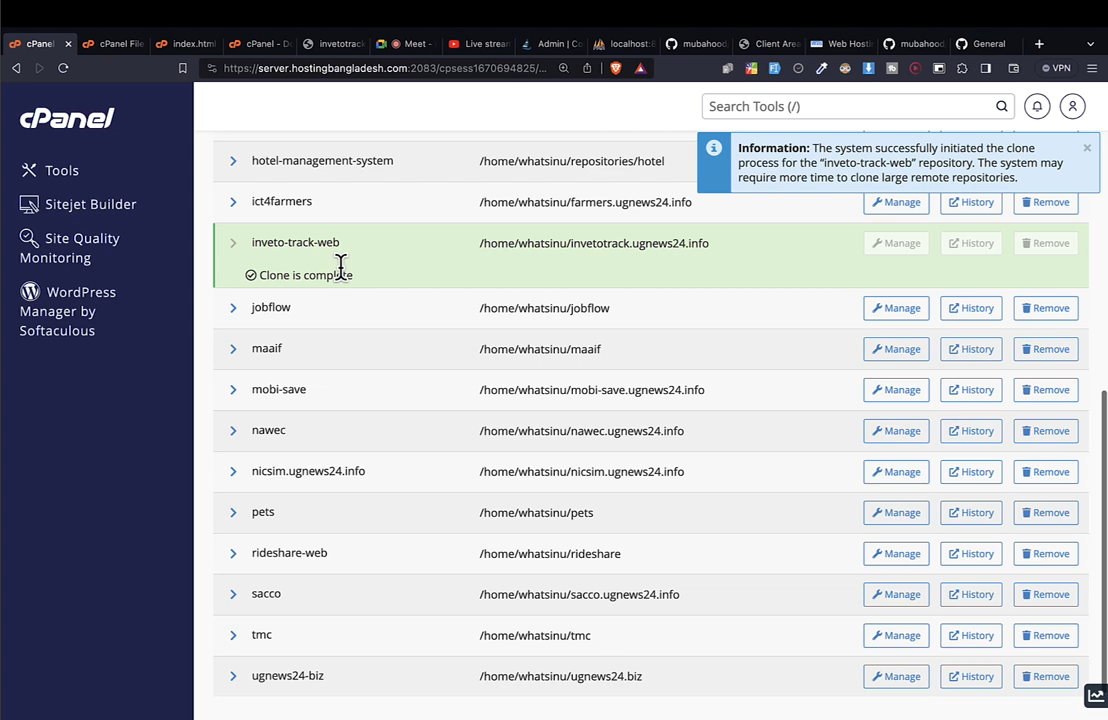 cPanel
cPanel File
index.html
cPanel - D
invetotrack
Meet -
Live stream
Admin | Co
localhost:8
mubahood
Client Area
Web Hosti
mubahood
General
https://server.hostingbangladesh.com:2083/cpsess1670694825/...
VPN
cPanel
Search Tools (/)
Tools
Sitejet Builder
Site Quality
Monitoring
WordPress
Manager by
Softaculous
Information: The system successfully initiated the clone
process for the “inveto-track-web” repository. The system may
require more time to clone large remote repositories.
hotel-management-system /home/whatsinu/repositories/hotel
ict4farmers /home/whatsinu/farmers.ugnews24.info Manage History Remove
inveto-track-web /home/whatsinu/invetotrack.ugnews24.info Manage History Remove
Clone is complete
jobflow /home/whatsinu/jobflow Manage History Remove
maaif /home/whatsinu/maaif Manage History Remove
mobi-save /home/whatsinu/mobi-save.ugnews24.info Manage History Remove
nawec /home/whatsinu/nawec.ugnews24.info Manage History Remove
nicsim.ugnews24.info /home/whatsinu/nicsim.ugnews24.info Manage History Remove
pets /home/whatsinu/pets Manage History Remove
rideshare-web /home/whatsinu/rideshare Manage History Remove
sacco /home/whatsinu/sacco.ugnews24.info Manage History Remove
tmc /home/whatsinu/tmc Manage History Remove
ugnews24-biz /home/whatsinu/ugnews24.biz Manage History Remove